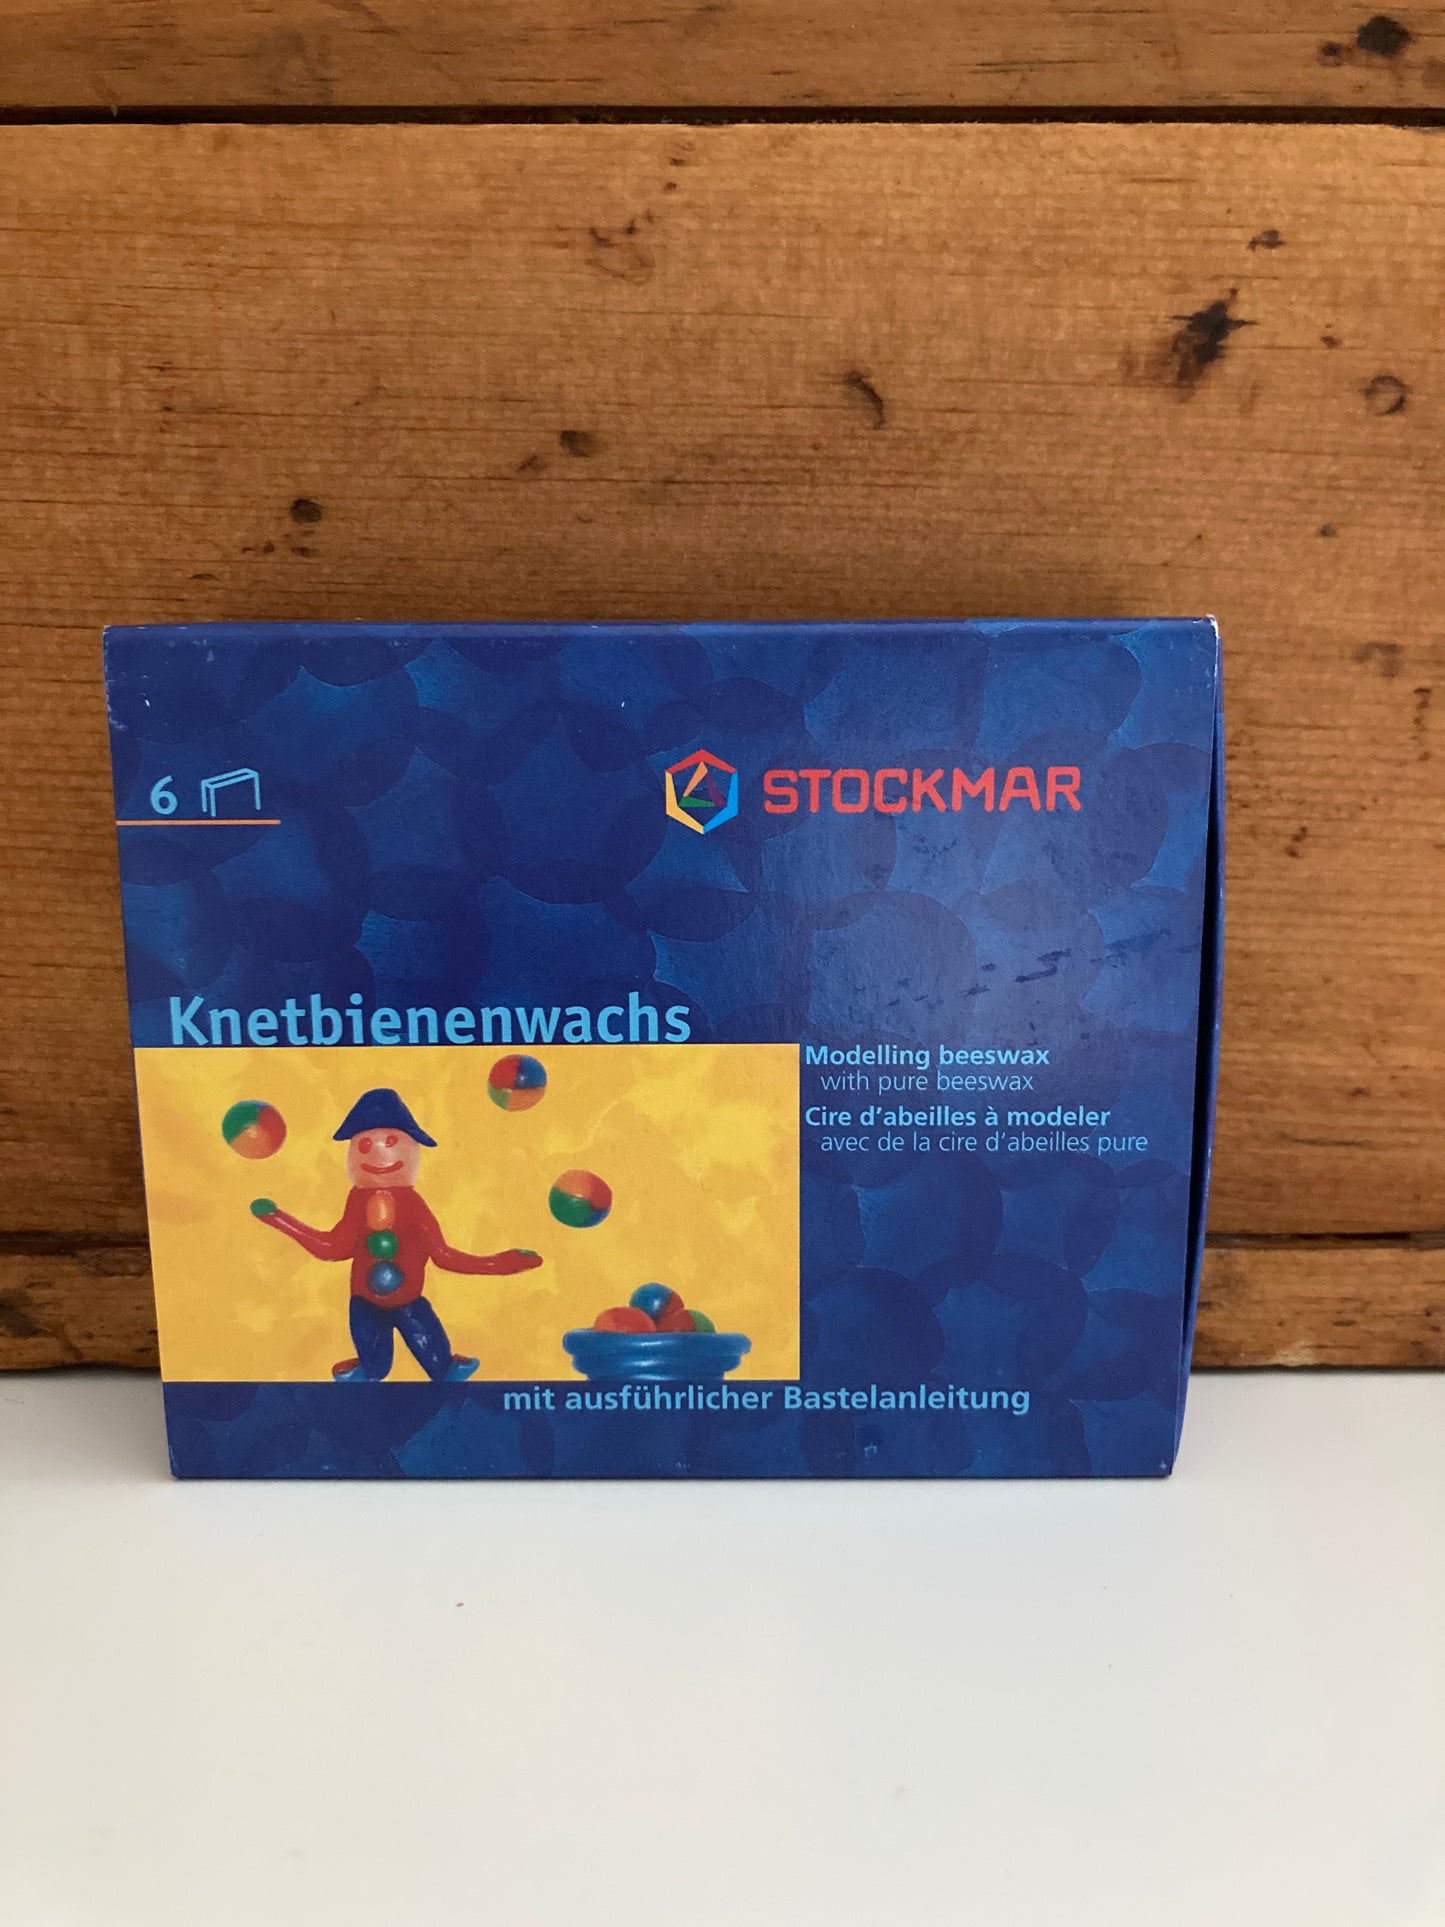 6
STOCKMAR
Knetbienenwachs
Modelling beeswax
with pure beeswax
Cire d'abeilles à modeler
avec de la cire d'abeilles pure
mit ausführlicher Bastelanleitung